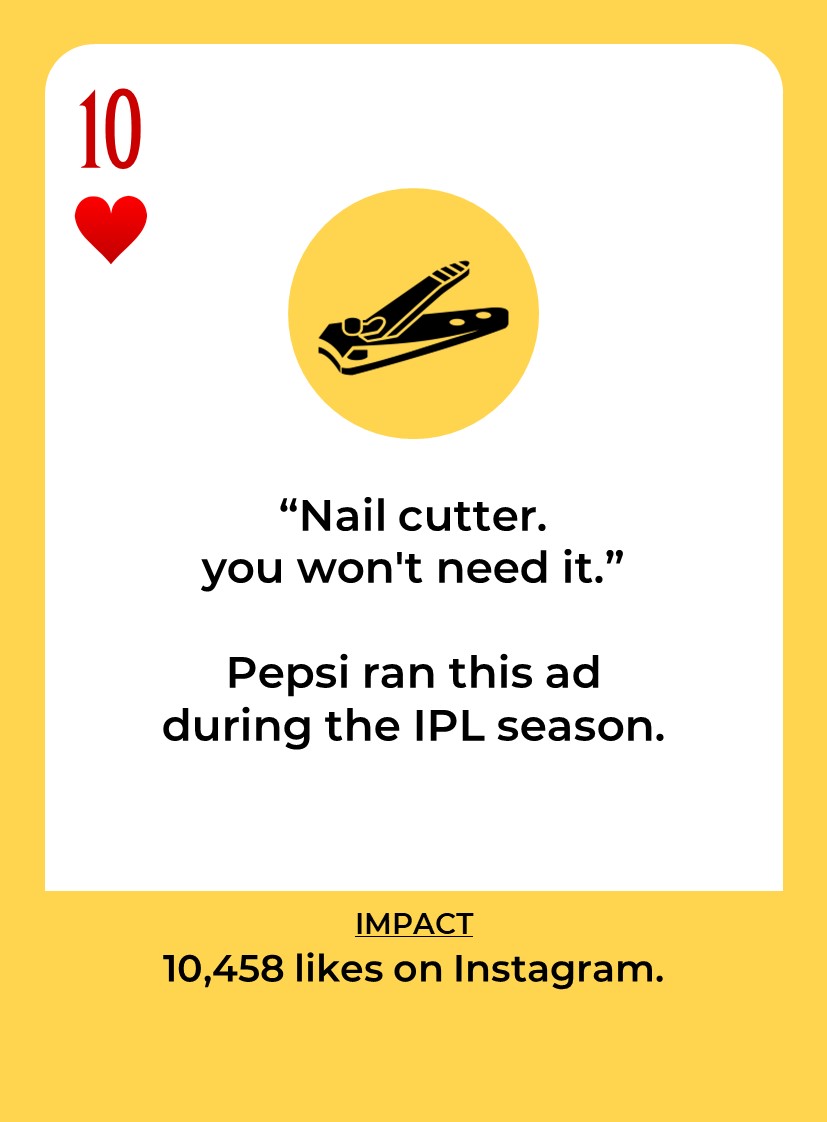 10
“Nail cutter.
you won't need it.”
Pepsi ran this ad
during the IPL season.
IMPACT
10,458 likes on Instagram.